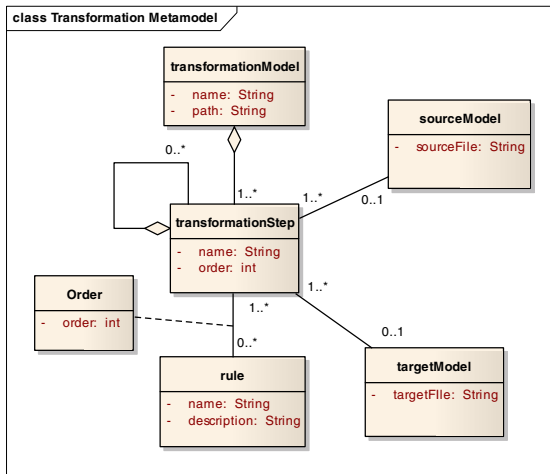 class Transformation Metamodel
transformationModel
- name: String
- path: String
sourceModel
- sourceFile: String
0..*
1..*
1..*
0..1
transformationStep
- name: String
- order: int
Order
- order: int
1..*
1..*
0..*
0..1
rule
- name: String
- description: String
targetModel
- targetFIle: String